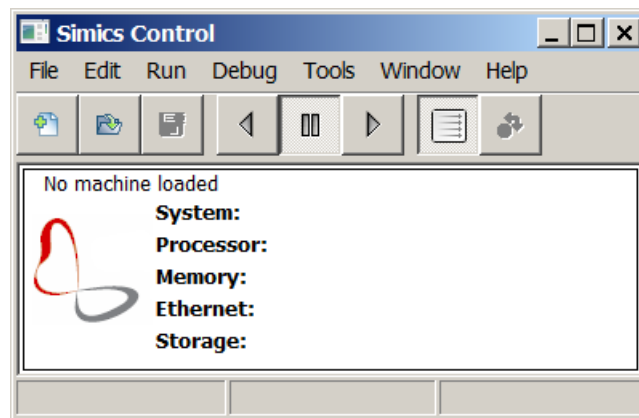 Simics Control
File Edit Run Debug Tools Window Help
No machine loaded
System:
Processor:
Memory:
Ethernet:
Storage: